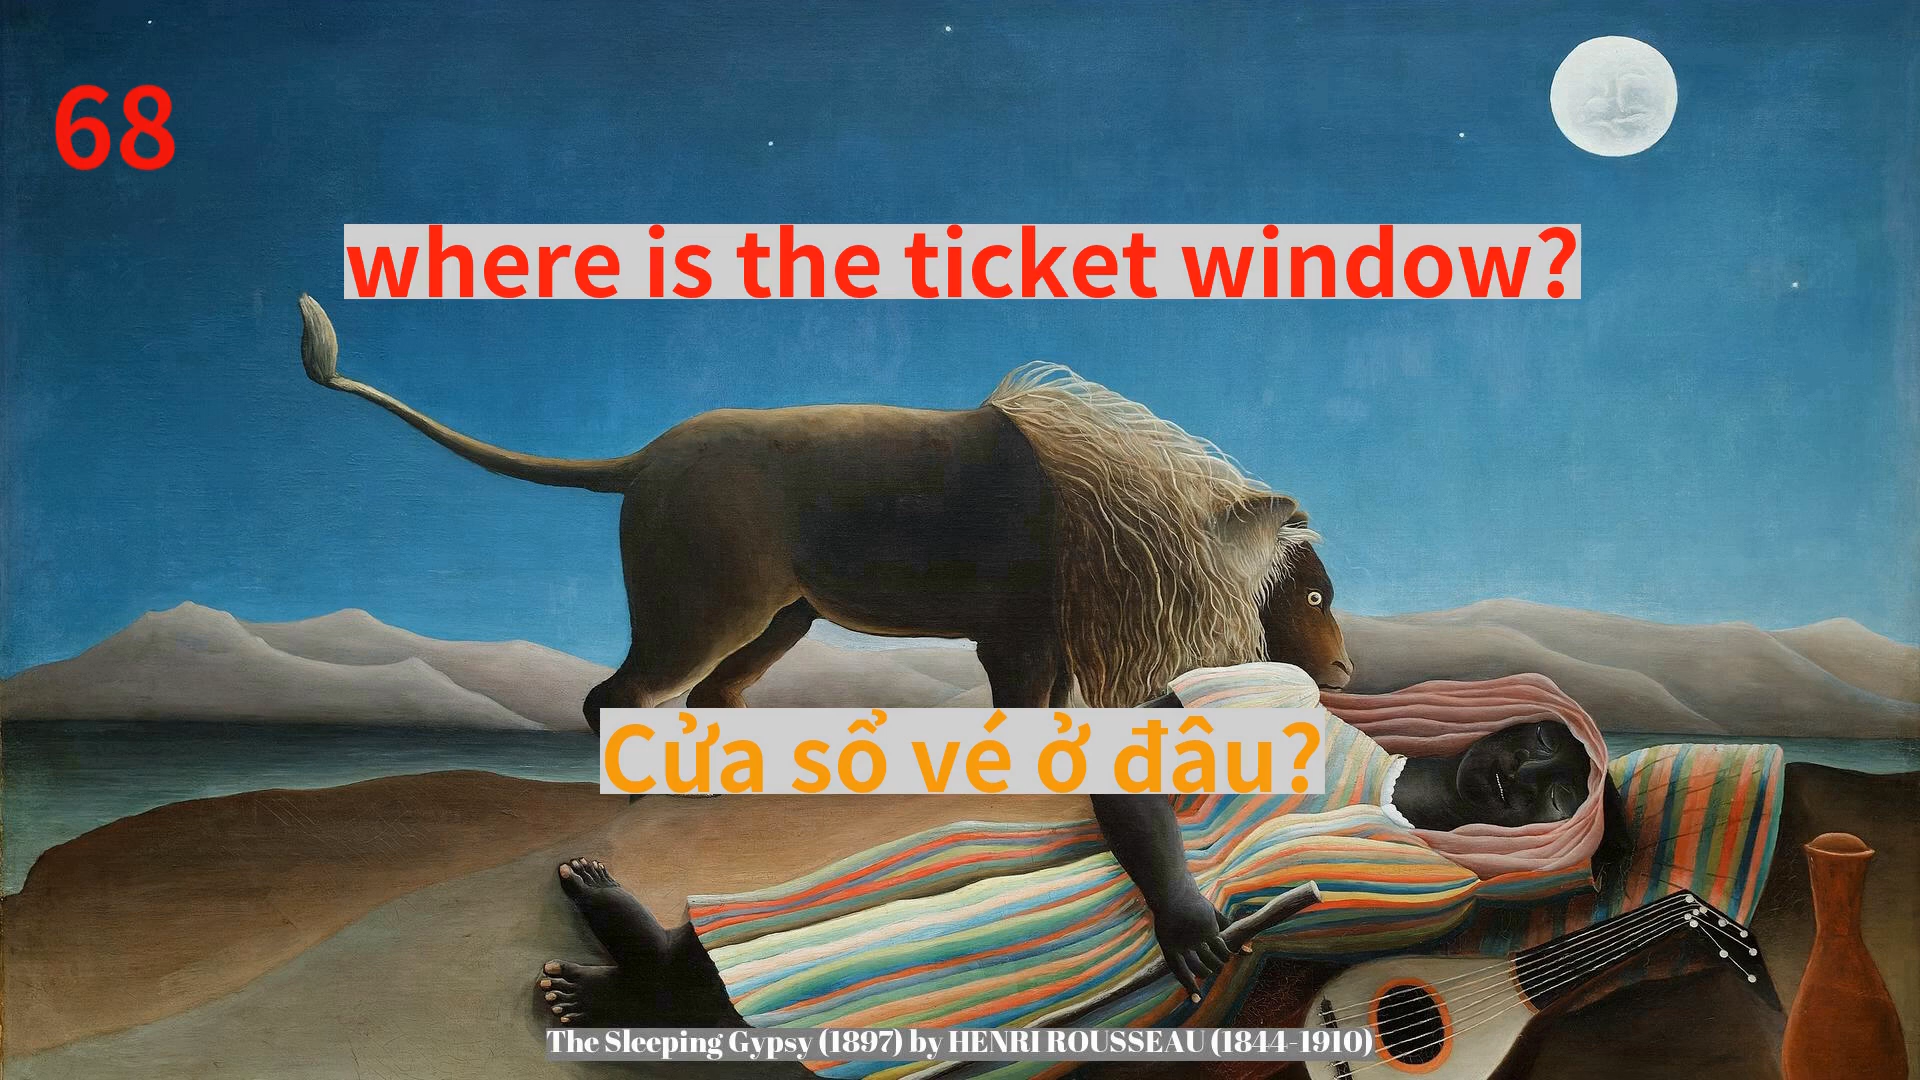 68
where is the ticket window?
Cửa sổ vé ở đâu?
The Sleeping Gypsy (1897) by HENRI ROUSSEAU (1844-1910)